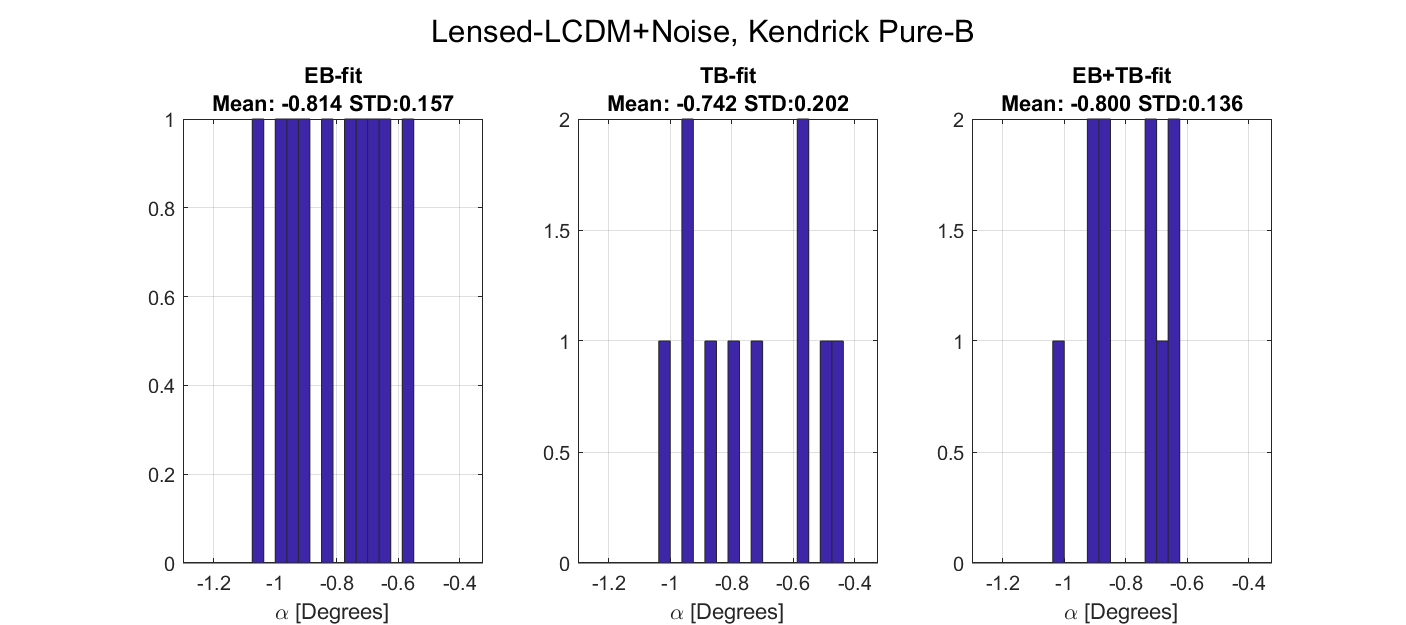 Lensed-LCDM+Noise, Kendrick Pure-B
EB-fit
Mean: -0.814 STD:0.157
1
0.8
0.6
0.4
0.2
0
-1.2 -1 -0.8 -0.6 -0.4
α [Degrees]
TB-fit
Mean: -0.742 STD:0.202
2
1.5
1
0.5
0
-1.2 -1 -0.8 -0.6 -0.4
α [Degrees]
EB+TB-fit
Mean: -0.800 STD:0.136
2
1.5
1
0.5
0
-1.2 -1 -0.8 -0.6 -0.4
α [Degrees]